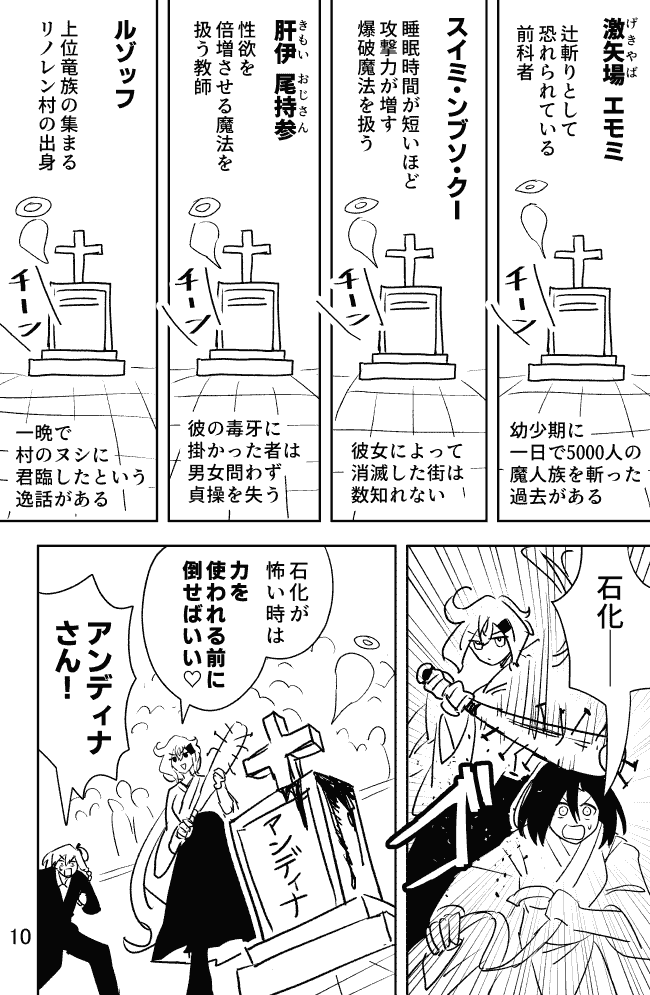 激矢場 エモミ
げきやば
辻斬りとして
恐れられている
前科者
チーン
幼少期に
一日で5000人の
魔人族を斬った
過去がある
スイミ・ンブソ・クー
睡眠時間が短いほど
攻撃力が増す
爆破魔法を扱う
チーン
彼女によって
消滅した街は
数知れない
肝伊 尾持参
きもい おじさん
性欲を
倍増させる魔法を
扱う教師
チーン
彼の毒牙に
掛かった者は
男女問わず
貞操を失う
ルゾッフ
上位竜族の集まる
リノレン村の出身
チーン
一晩で
村のヌシに
君臨したという
逸話がある
石化―
ブン
石化が
怖い時は
力を
使われる前に
倒せばいい♡
アンディナ
アンディナ
さん!
10